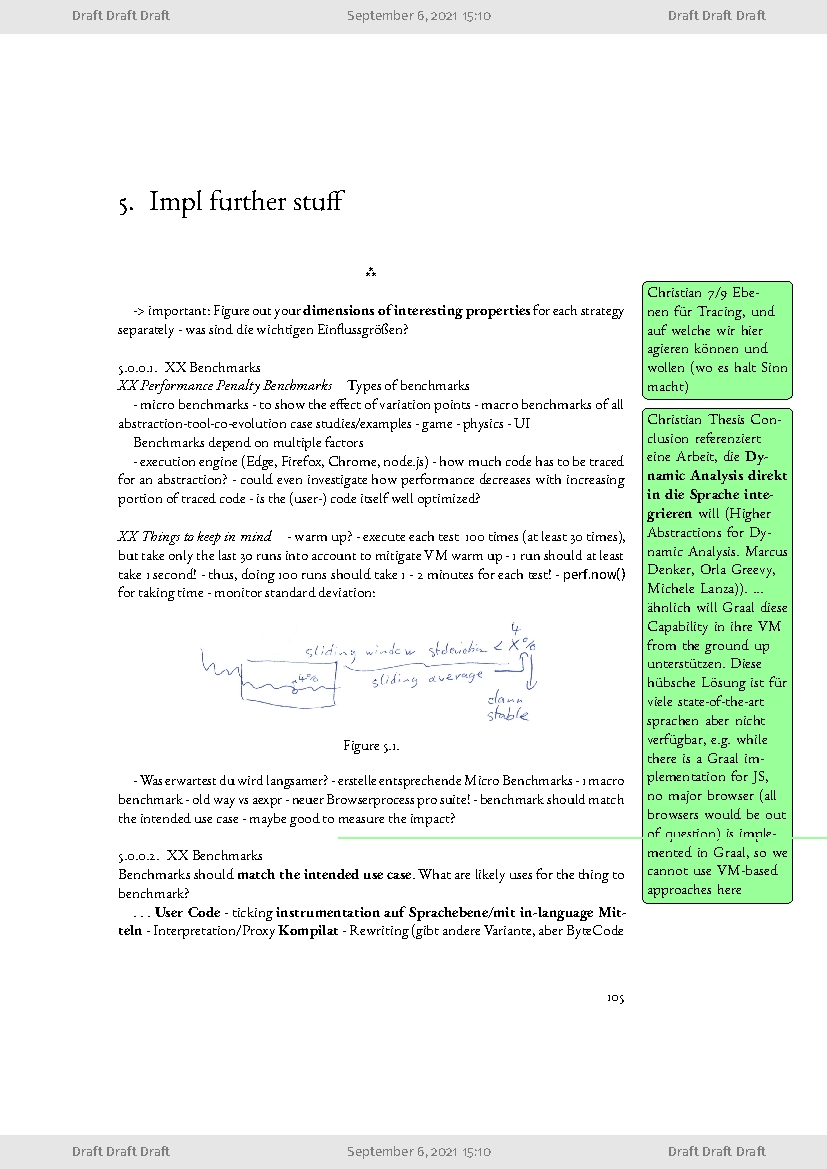 Draft Draft Draft September 6, 2021 15:10 Draft Draft Draft
5. Impl further stuff
⁂
-> important: Figure out your dimensions of interesting properties for each strategy
separately - was sind die wichtigen Einflussgrößen?
5.0.0.1. XX Benchmarks
XX Performance Penalty Benchmarks Types of benchmarks
- micro benchmarks - to show the effect of variation points - macro benchmarks of all
abstraction-tool-co-evolution case studies/examples - game - physics - UI
Benchmarks depend on multiple factors
- execution engine (Edge, Firefox, Chrome, node.js) - how much code has to be traced
for an abstraction? - could even investigate how performance decreases with increasing
portion of traced code - is the (user-) code itself well optimized?
XX Things to keep in mind - warm up? - execute each test 100 times (at least 30 times),
but take only the last 30 runs into account to mitigate VM warm up - 1 run should at least
take 1 second! - thus, doing 100 runs should take 1 - 2 minutes for each test! - perf.now()
for taking time - monitor standard deviation:
4
sliding window stdeviation < X%
4%
sliding average
dann
stable
Figure 5.1.
- Was erwartest du wird langsamer? - erstelle entsprechende Micro Benchmarks - 1 macro
benchmark - old way vs aexpr - neuer Browserprocess pro suite! - benchmark should match
the intended use case - maybe good to measure the impact?
5.0.0.2. XX Benchmarks
Benchmarks should match the intended use case. What are likely uses for the thing to
benchmark?
. . . User Code - ticking instrumentation auf Sprachebene/mit in-language Mit-
teln - Interpretation/Proxy Kompilat - Rewriting (gibt andere Variante, aber ByteCode
Christian 7/9 Ebe-
nen für Tracing, und
auf welche wir hier
agieren können und
wollen (wo es halt Sinn
macht)
Christian Thesis Con-
clusion referenziert
eine Arbeit, die Dy-
namic Analysis direkt
in die Sprache inte-
grieren will (Higher
Abstractions for Dy-
namic Analysis. Marcus
Denker, Orla Greevy,
Michele Lanza)). ...
ähnlich will Graal diese
Capability in ihre VM
from the ground up
unterstützen. Diese
hübsche Lösung ist für
viele state-of-the-art
sprachen aber nicht
verfügbar, e.g. while
there is a Graal im-
plementation for JS,
no major browser (all
browsers would be out
of question) is imple-
mented in Graal, so we
cannot use VM-based
approaches here
105
Draft Draft Draft September 6, 2021 15:10 Draft Draft Draft